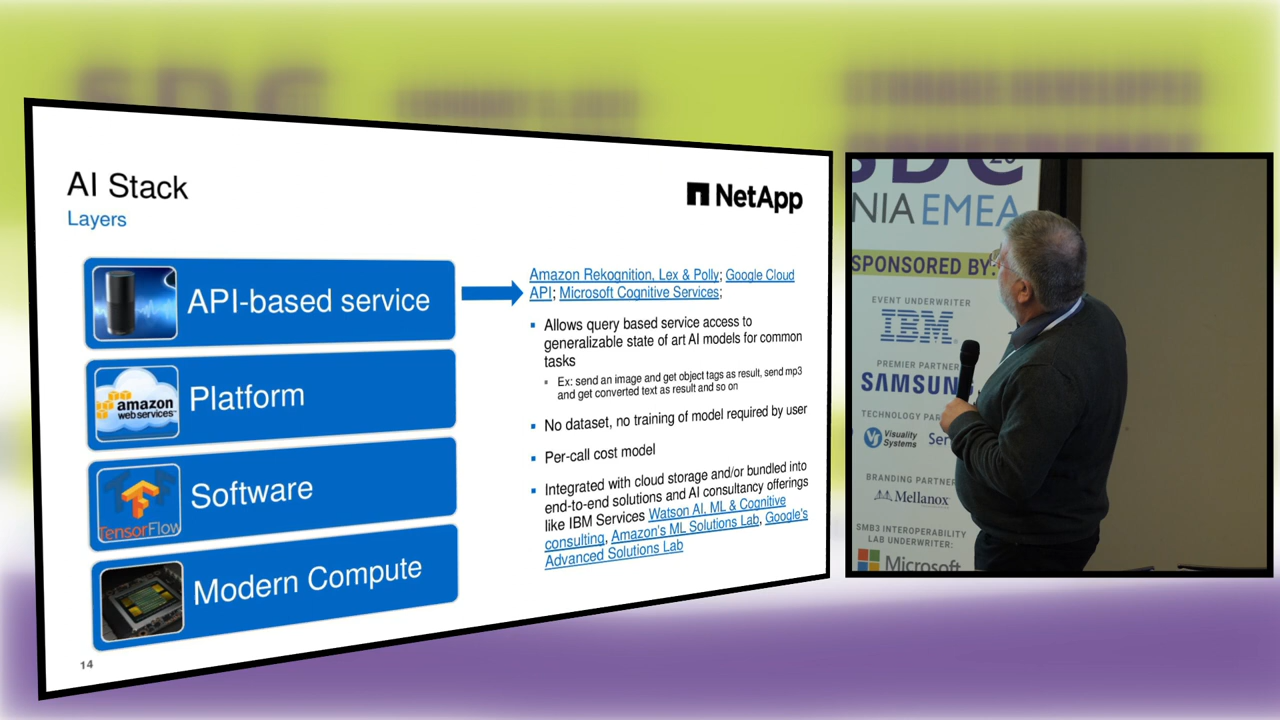 AI Stack
Layers
NetApp
API-based service
Platform
amazon
web services™
Software
TensorFlow
Modern Compute
Amazon Rekognition, Lex & Polly; Google Cloud
API; Microsoft Cognitive Services;
Allows query based service access to
generalizable state of art AI models for common
tasks
Ex: send an image and get object tags as result, send mp3
and get converted text as result and so on
No dataset, no training of model required by user
Per-call cost model
Integrated with cloud storage and/or bundled into
end-to-end solutions and AI consultancy offerings
like IBM Services Watson AI, ML & Cognitive
consulting, Amazon's ML Solutions Lab, Google's
Advanced Solutions Lab
14
SDC
20
NIA EMEA
SPONSORED BY:
EVENT UNDERWRITER
IBM
PREMIER PARTNER
SAMSUNG
TECHNOLOGY PAR
Visuality
Systems
Ser
BRANDING PARTNE
Mellanox
SMB3 INTEROPERABILITY
LAB UNDERWRITER:
Microsoft